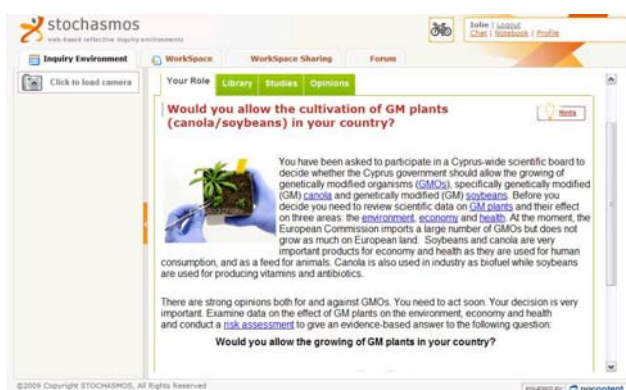 stochasmos
web-based reflective inquiry environments
Iolie | Logout
Chat | Notebook | Profile
Inquiry Environment
WorkSpace
WorkSpace Sharing
Forum
Click to load camera
Your Role
Library
Studies
Opinions
Would you allow the cultivation of GM plants
(canola/soybeans) in your country?
Hints
You have been asked to participate in a Cyprus-wide scientific board to
decide whether the Cyprus government should allow the growing of
genetically modified organisms (GMOs), specifically genetically modified
(GM) canola and genetically modified (GM) soybeans. Before you
decide you need to review scientific data on GM plants and their effect
on three areas: the environment, economy and health. At the moment, the
European Commission imports a large number of GMOs but does not
grow as much on European land. Soybeans and canola are very
important products for economy and health as they are used for human
consumption, and as a feed for animals. Canola is also used in industry as biofuel while soybeans
are used for producing vitamins and antibiotics.
There are strong opinions both for and against GMOs. You need to act soon. Your decision is very
important. Examine data on the effect of GM plants on the environment, economy and health
and conduct a risk assessment to give an evidence-based answer to the following question:
Would you allow the growing of GM plants in your country?
©2009 Copyright STOCHASMOS, All Rights Reserved
POWERED BY